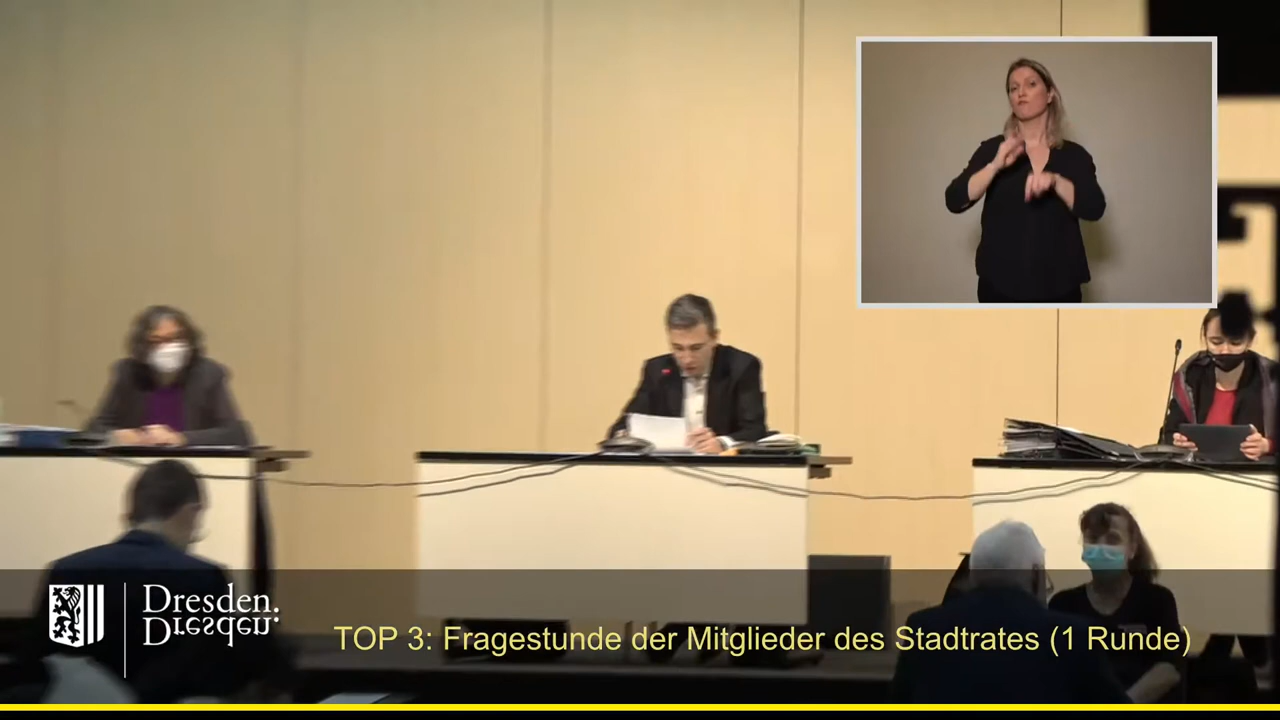 Dresden.
Dresden.
TOP 3: Fragestunde der Mitglieder des Stadtrates (1 Runde)